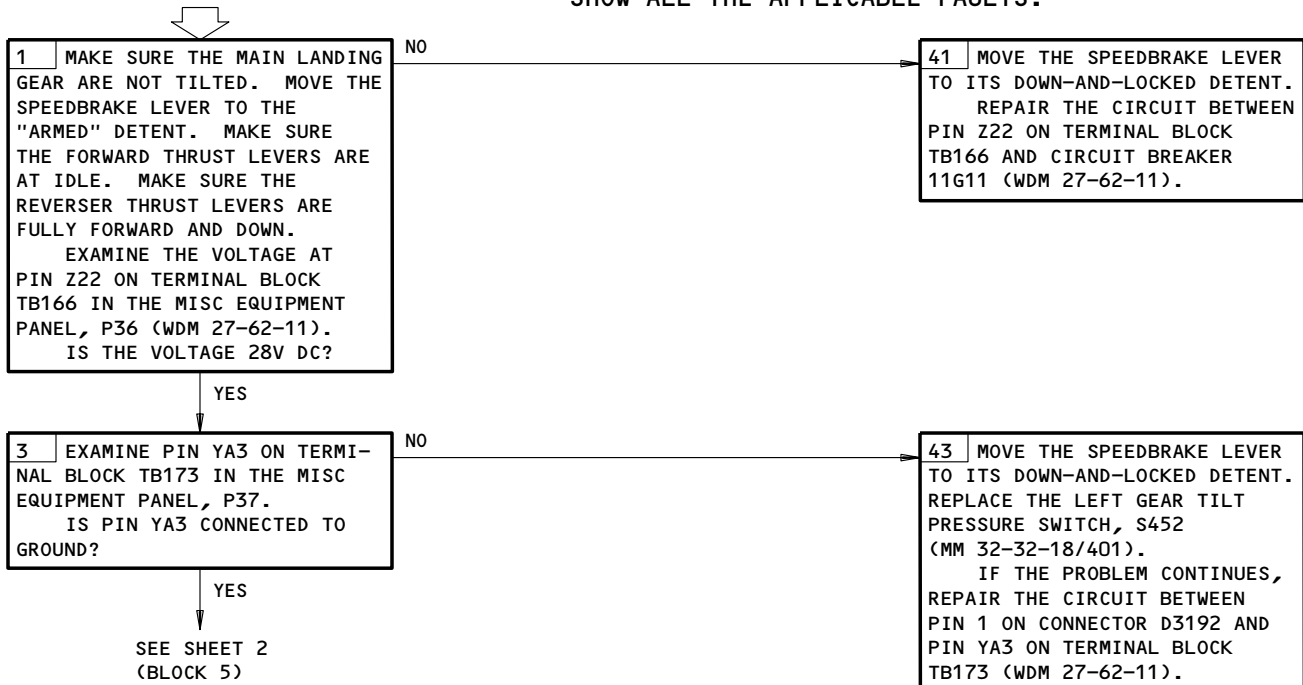 SHOW ALL THE APPLICABLE FAULTS.
1 MAKE SURE THE MAIN LANDING
GEAR ARE NOT TILTED. MOVE THE
SPEEDBRAKE LEVER TO THE
"ARMED" DETENT. MAKE SURE
THE FORWARD THRUST LEVERS ARE
AT IDLE. MAKE SURE THE
REVERSER THRUST LEVERS ARE
FULLY FORWARD AND DOWN.
EXAMINE THE VOLTAGE AT
PIN Z22 ON TERMINAL BLOCK
TB166 IN THE MISC EQUIPMENT
PANEL, P36 (WDM 27-62-11).
IS THE VOLTAGE 28V DC?
NO
41 MOVE THE SPEEDBRAKE LEVER
TO ITS DOWN-AND-LOCKED DETENT.
REPAIR THE CIRCUIT BETWEEN
PIN Z22 ON TERMINAL BLOCK
TB166 AND CIRCUIT BREAKER
11G11 (WDM 27-62-11).
YES
3 EXAMINE PIN YA3 ON TERMI-
NAL BLOCK TB173 IN THE MISC
EQUIPMENT PANEL, P37.
IS PIN YA3 CONNECTED TO
GROUND?
NO
43 MOVE THE SPEEDBRAKE LEVER
TO ITS DOWN-AND-LOCKED DETENT.
REPLACE THE LEFT GEAR TILT
PRESSURE SWITCH, S452
(MM 32-32-18/401).
IF THE PROBLEM CONTINUES,
REPAIR THE CIRCUIT BETWEEN
PIN 1 ON CONNECTOR D3192 AND
PIN YA3 ON TERMINAL BLOCK
TB173 (WDM 27-62-11).
YES
SEE SHEET 2
(BLOCK 5)